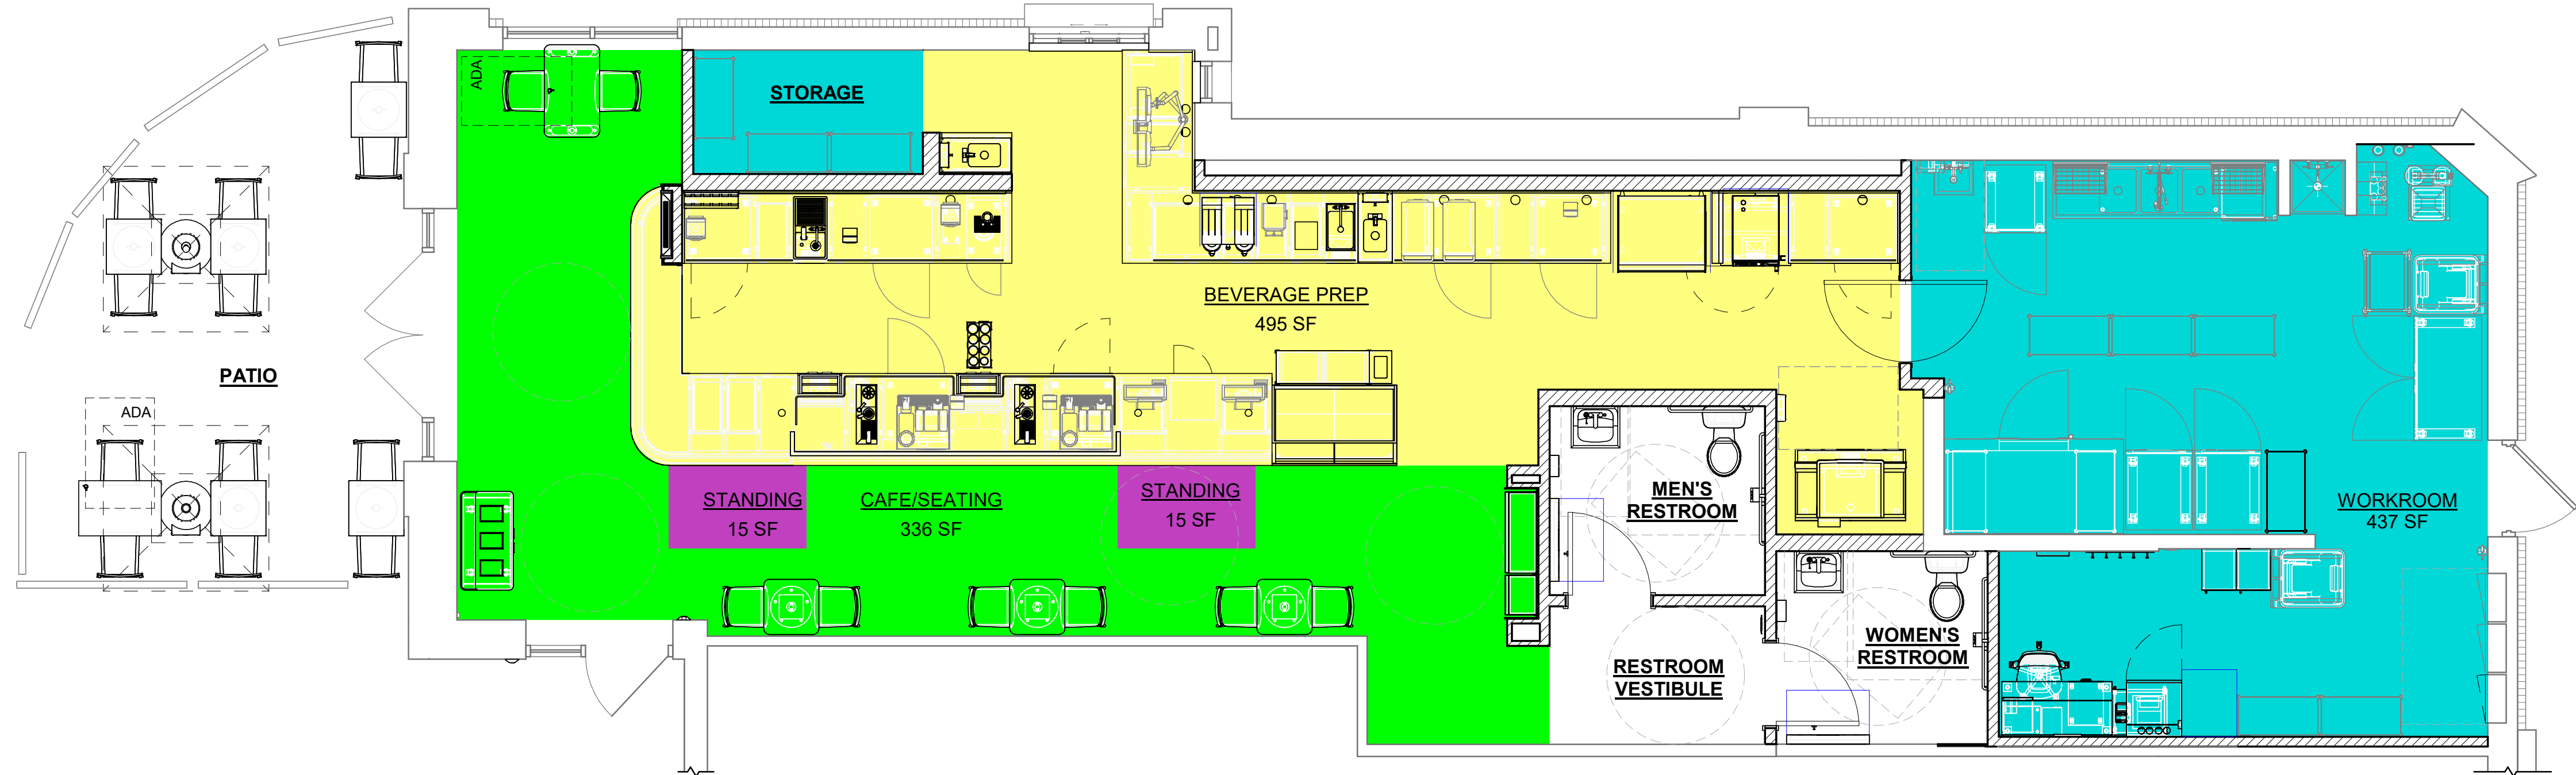 ADA
STORAGE
BEVERAGE PREP
495 SF
PATIO
ADA
STANDING
15 SF
CAFE/SEATING
336 SF
STANDING
15 SF
MEN'S
RESTROOM
WORKROOM
437 SF
WOMEN'S
RESTROOM
RESTROOM
VESTIBULE